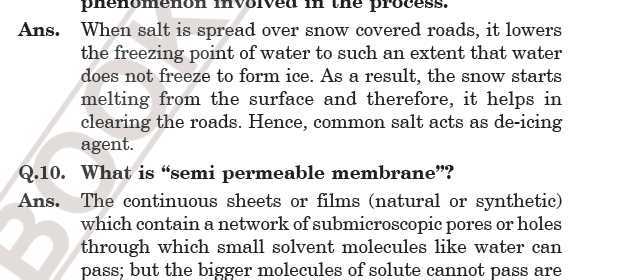 phenomenon involved in the process.
Ans. When salt is spread over snow covered roads, it lowers
the freezing point of water to such an extent that water
does not freeze to form ice. As a result, the snow starts
melting from the surface and therefore, it helps in
clearing the roads. Hence, common salt acts as de-icing
agent.
Q.10. What is “semi permeable membrane”?
Ans. The continuous sheets or films (natural or synthetic)
which contain a network of submicroscopic pores or holes
through which small solvent molecules like water can
pass; but the bigger molecules of solute cannot pass are
BOOK